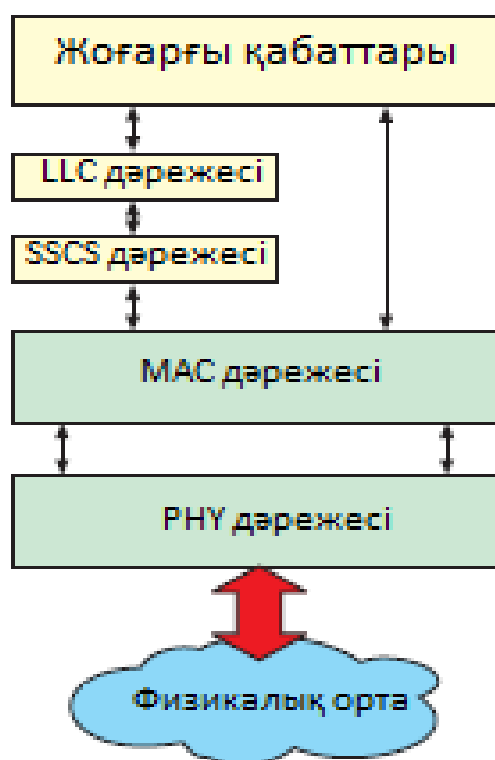 Жоғарғы қабаттары
LLC дәрежесі
SSCS дәрежесі
MAC дәрежесі
PHY дәрежесі
Физикалық орта